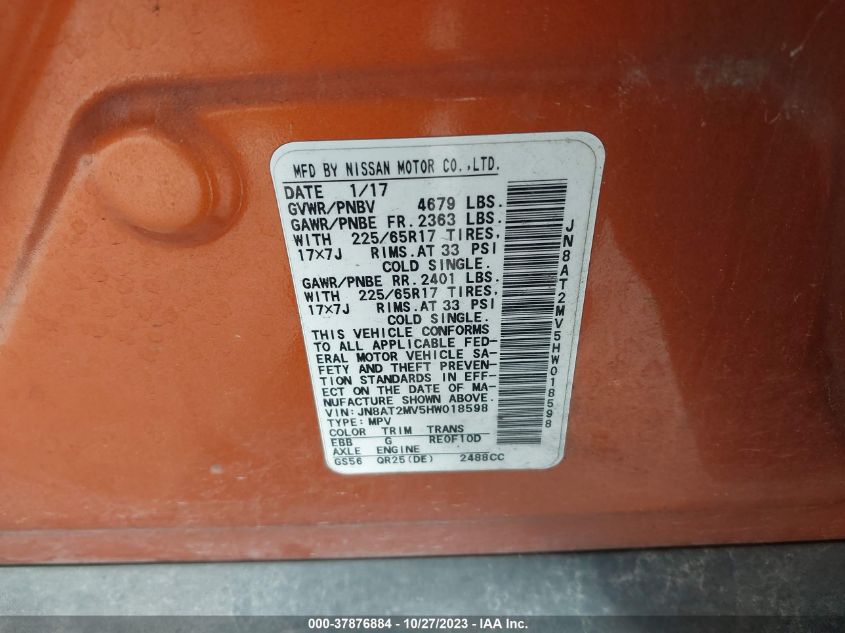 MFD BY NISSAN MOTOR CO.,LTD.
DATE 1/17
GVWR/PNBV 4679 LBS.
GAWR/PNBE FR.2363 LBS.
WITH 225/65R17 TIRES,
17×7J RIMS.AT 33 PSI
COLD SINGLE.
GAWR/PNBE RR.2401 LBS.
WITH 225/65R17 TIRES,
17×7J RIMS.AT 33 PSI
COLD SINGLE.
THIS VEHICLE CONFORMS
TO ALL APPLICABLE FED-
ERAL MOTOR VEHICLE SA-
FETY AND THEFT PREVEN-
TION STANDARDS IN EFF-
ECT ON THE DATE OF MA-
NUFACTURE SHOWN ABOVE.
VIN: JN8AT2MV5HW018598
TYPE: MPV
COLOR TRIM TRANS
EBB G RE0F10D
AXLE ENGINE
GS56 QR25(DE) 2488CC
JN8AT2MV5HW018598
000-37876884 - 10/27/2023 - IAA Inc.